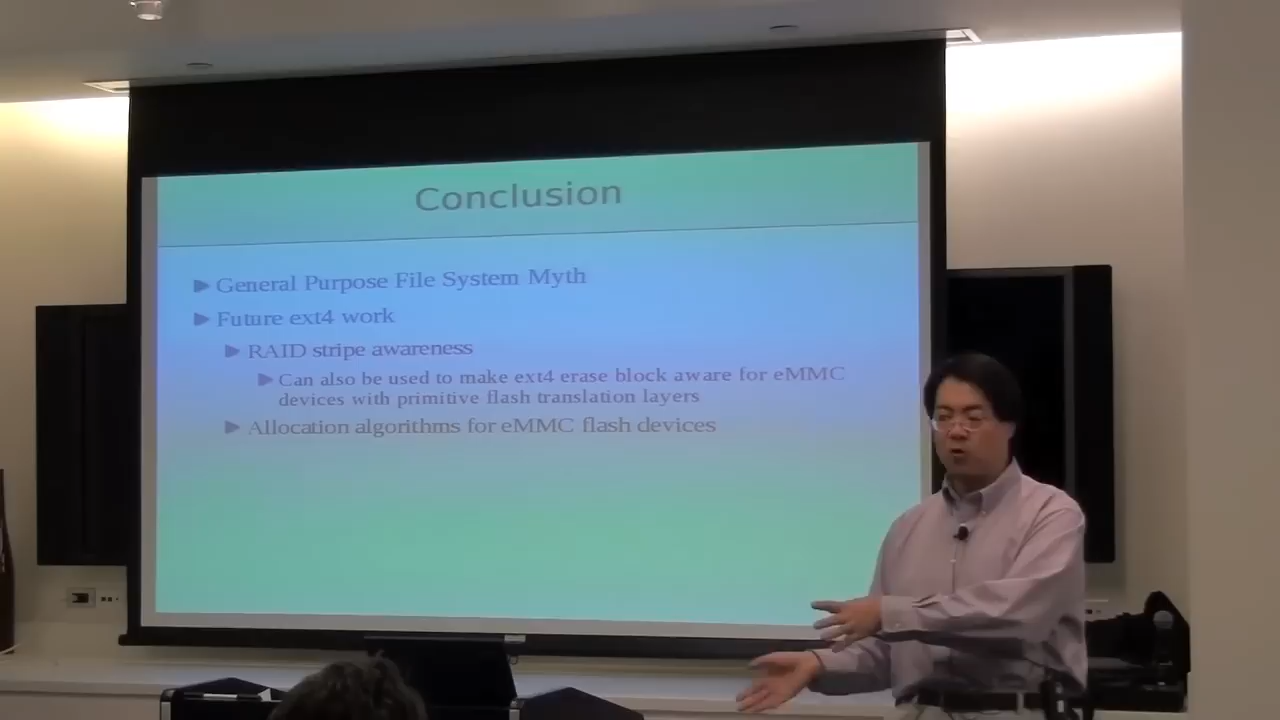 Conclusion
General Purpose File System Myth
Future ext4 work
RAID stripe awareness
Can also be used to make ext4 erase block aware for eMMC
devices with primitive flash translation layers
Allocation algorithms for eMMC flash devices